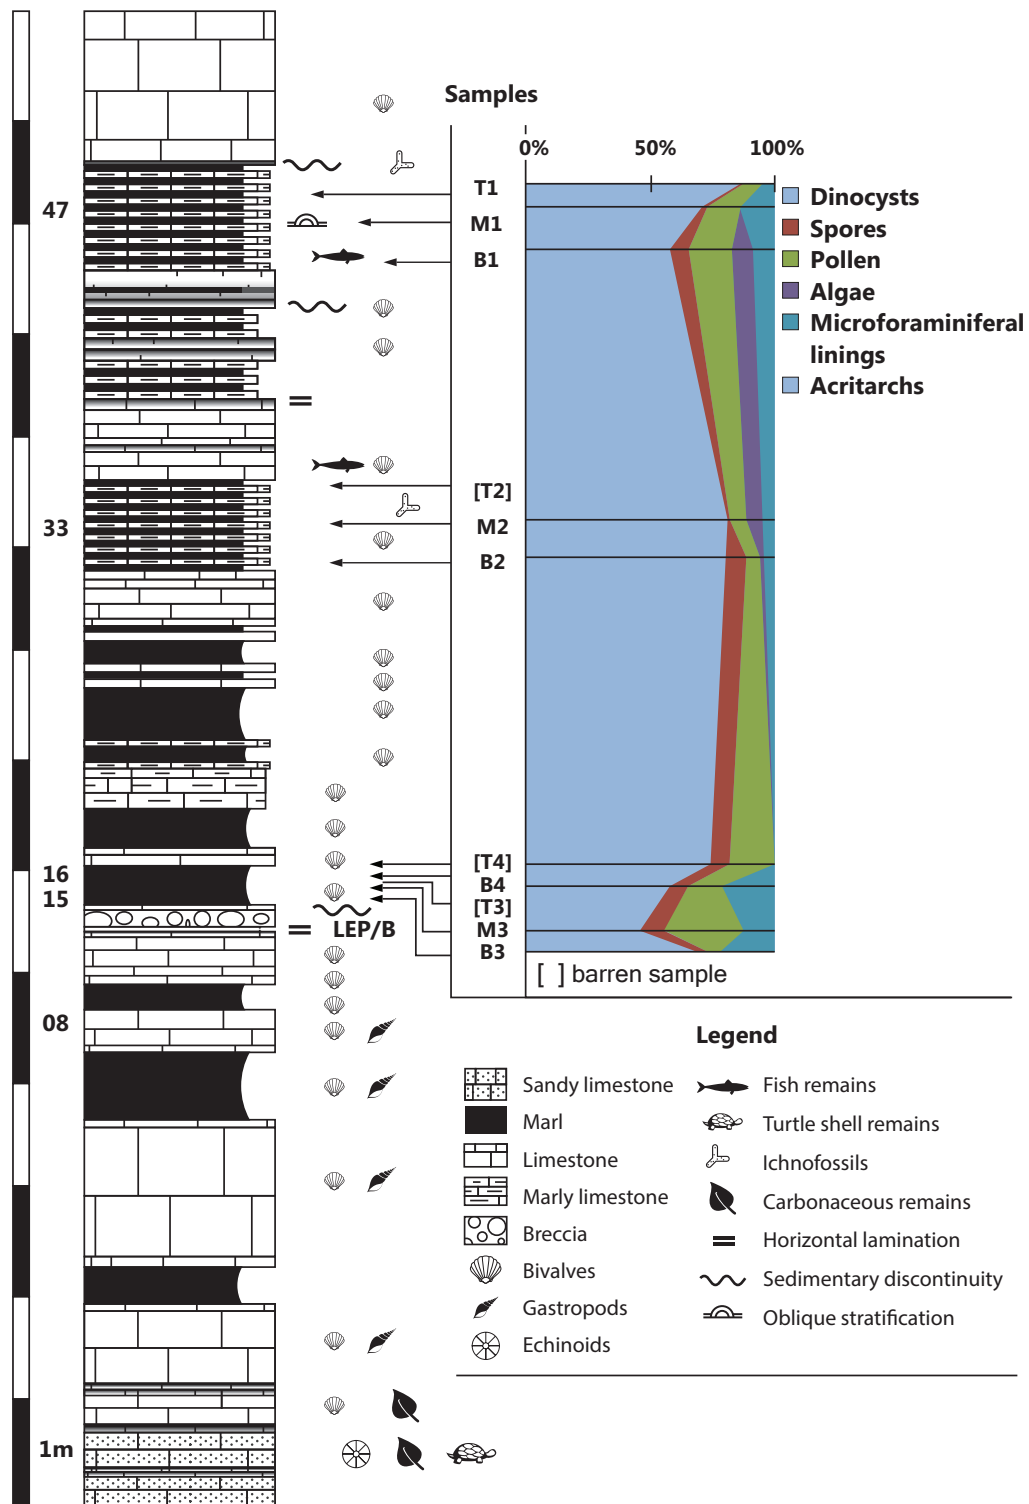 Samples
0% 50% 100%
T1
M1
B1
[T2]
M2
B2
[T4]
B4
[T3]
M3
B3
Dinocysts
Spores
Pollen
Algae
Microforaminiferal
linings
Acritarchs
47
33
16
15
08
1m
LEP/B
[ ] barren sample
Legend
Sandy limestone
Marl
Limestone
Marly limestone
Breccia
Bivalves
Gastropods
Echinoids
Fish remains
Turtle shell remains
Ichnofossils
Carbonaceous remains
Horizontal lamination
Sedimentary discontinuity
Oblique stratification